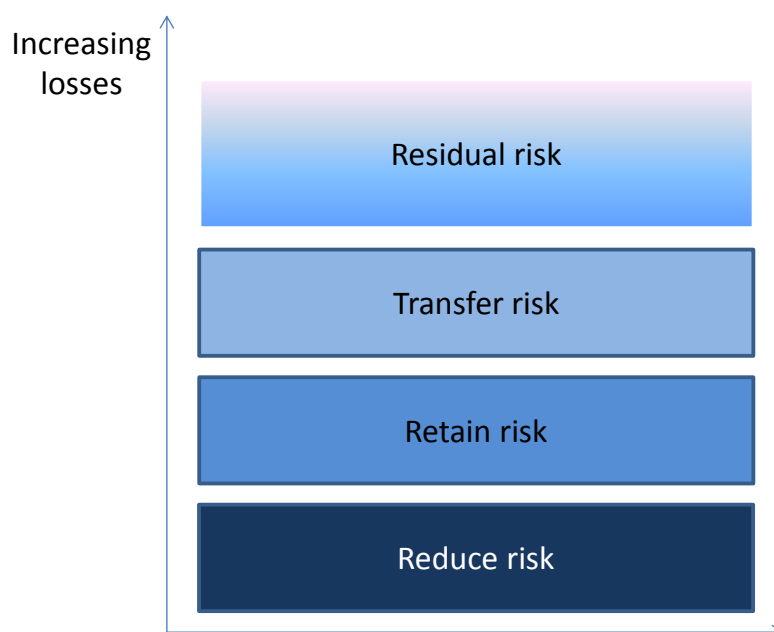 Increasing
losses
Residual risk
Transfer risk
Retain risk
Reduce risk